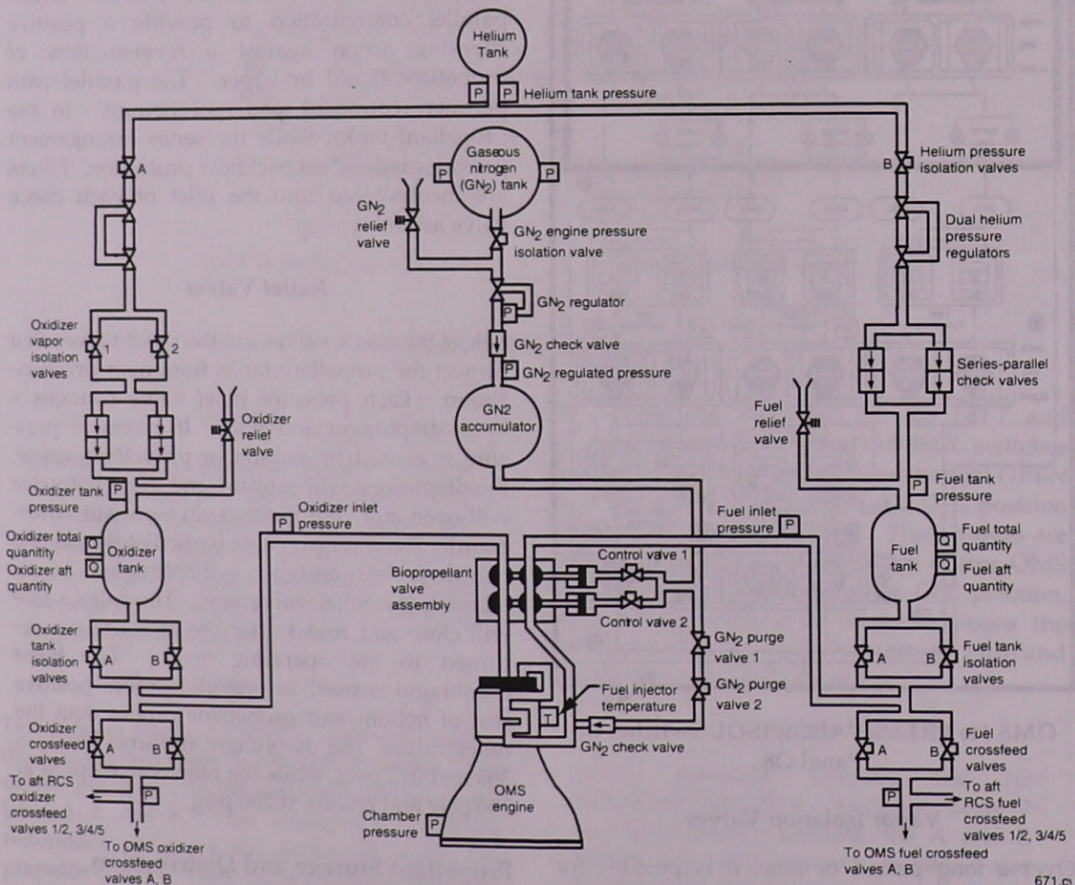 Helium
Tank
P
P
Helium tank pressure
A
B
Helium pressure
isolation valves
Gaseous
nitrogen
(GN2) tank
P
P
GN2
relief
valve
GN2 engine pressure
isolation valve
Dual helium
pressure
regulators
GN2 regulator
P
Oxidizer
vapor
isolation
valves
1
2
GN2 check valve
P
GN2 regulated pressure
Series-parallel
check valves
GN2
accumulator
Oxidizer
relief
valve
Fuel
relief
valve
Oxidizer tank
pressure
P
P
Fuel tank
pressure
P
Oxidizer inlet
pressure
Fuel inlet
pressure
P
Oxidizer total
quanitity
Oxidizer aft
quantity
Q
Q
Oxidizer
tank
Fuel
tank
Q
Q
Fuel total
quantity
Fuel aft
quantity
Biopropellant
valve
assembly
Control valve 1
Control valve 2
GN2 purge
valve 1
GN2 purge
valve 2
Oxidizer
tank
isolation
valves
A
B
A
B
Fuel tank
isolation
valves
Fuel injector
temperature
T
GN2 check valve
Oxidizer
crossfeed
valves
A
B
A
B
Fuel
crossfeed
valves
To aft RCS
oxidizer
crossfeed
valves 1/2, 3/4/5
P
OMS
engine
Chamber
pressure
P
P
To aft
RCS fuel
crossfeed
valves 1/2, 3/4/5
To OMS oxidizer
crossfeed
valves A, B
To OMS fuel crossfeed
valves A, B